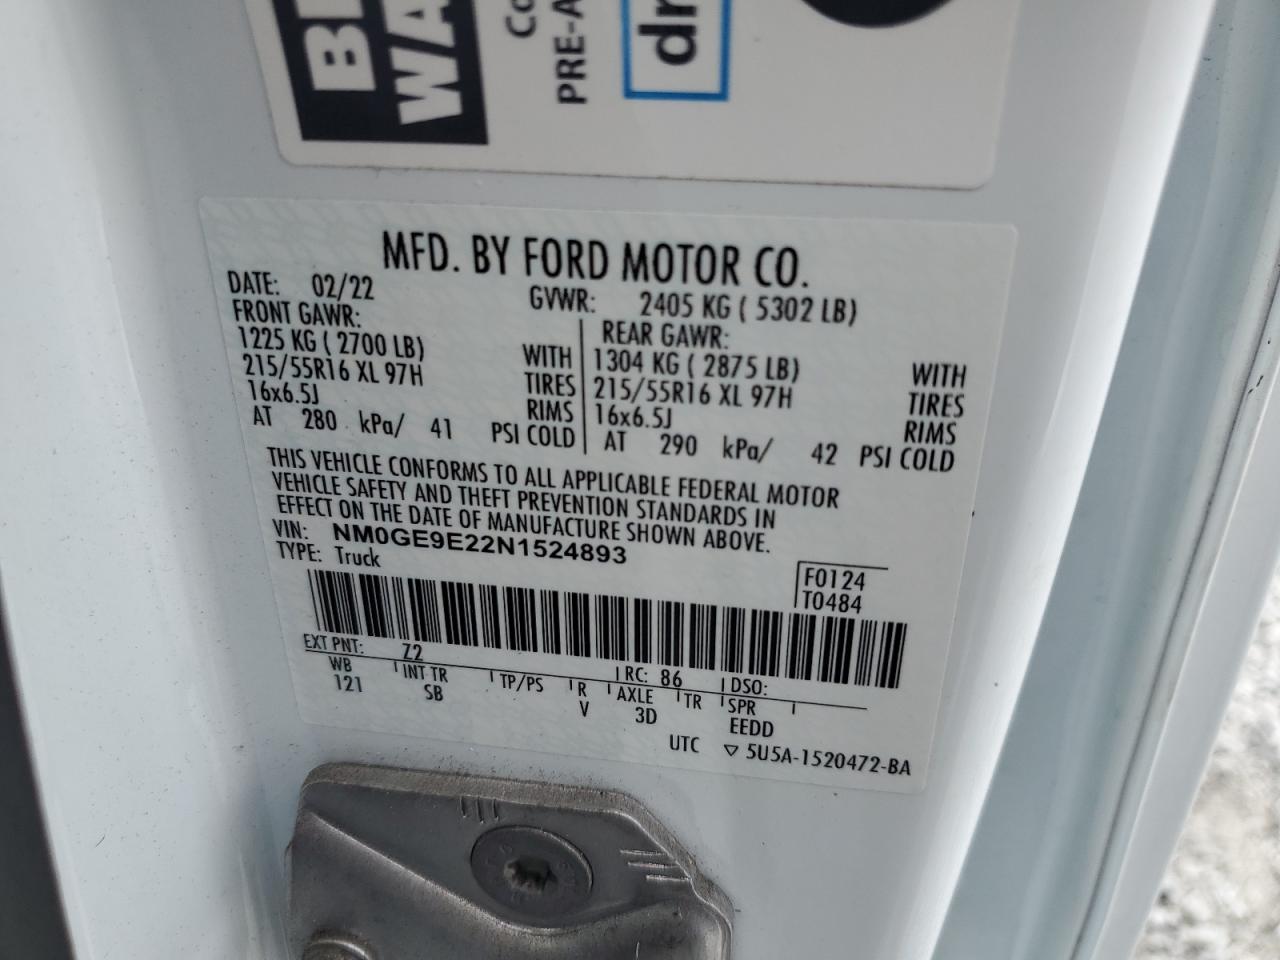 WA
PRE-A
dr
MFD. BY FORD MOTOR CO.
DATE: 02/22 GVWR: 2405 KG ( 5302 LB)
FRONT GAWR: REAR GAWR:
1225 KG ( 2700 LB) WITH 1304 KG ( 2875 LB) WITH
215/55R16 XL 97H TIRES 215/55R16 XL 97H TIRES
16x6.5J RIMS 16x6.5J RIMS
AT 280 kPa/ 41 PSI COLD AT 290 kPa/ 42 PSI COLD
THIS VEHICLE CONFORMS TO ALL APPLICABLE FEDERAL MOTOR
VEHICLE SAFETY AND THEFT PREVENTION STANDARDS IN
EFFECT ON THE DATE OF MANUFACTURE SHOWN ABOVE.
VIN: NM0GE9E22N1524893
TYPE: Truck
F0124
T0484
EXT PNT: Z2 RC: 86 DSO:
WB INT TR TP/PS R AXLE TR SPR
121 SB V 3D EEDD
UTC ▽ 5U5A-1520472-BA